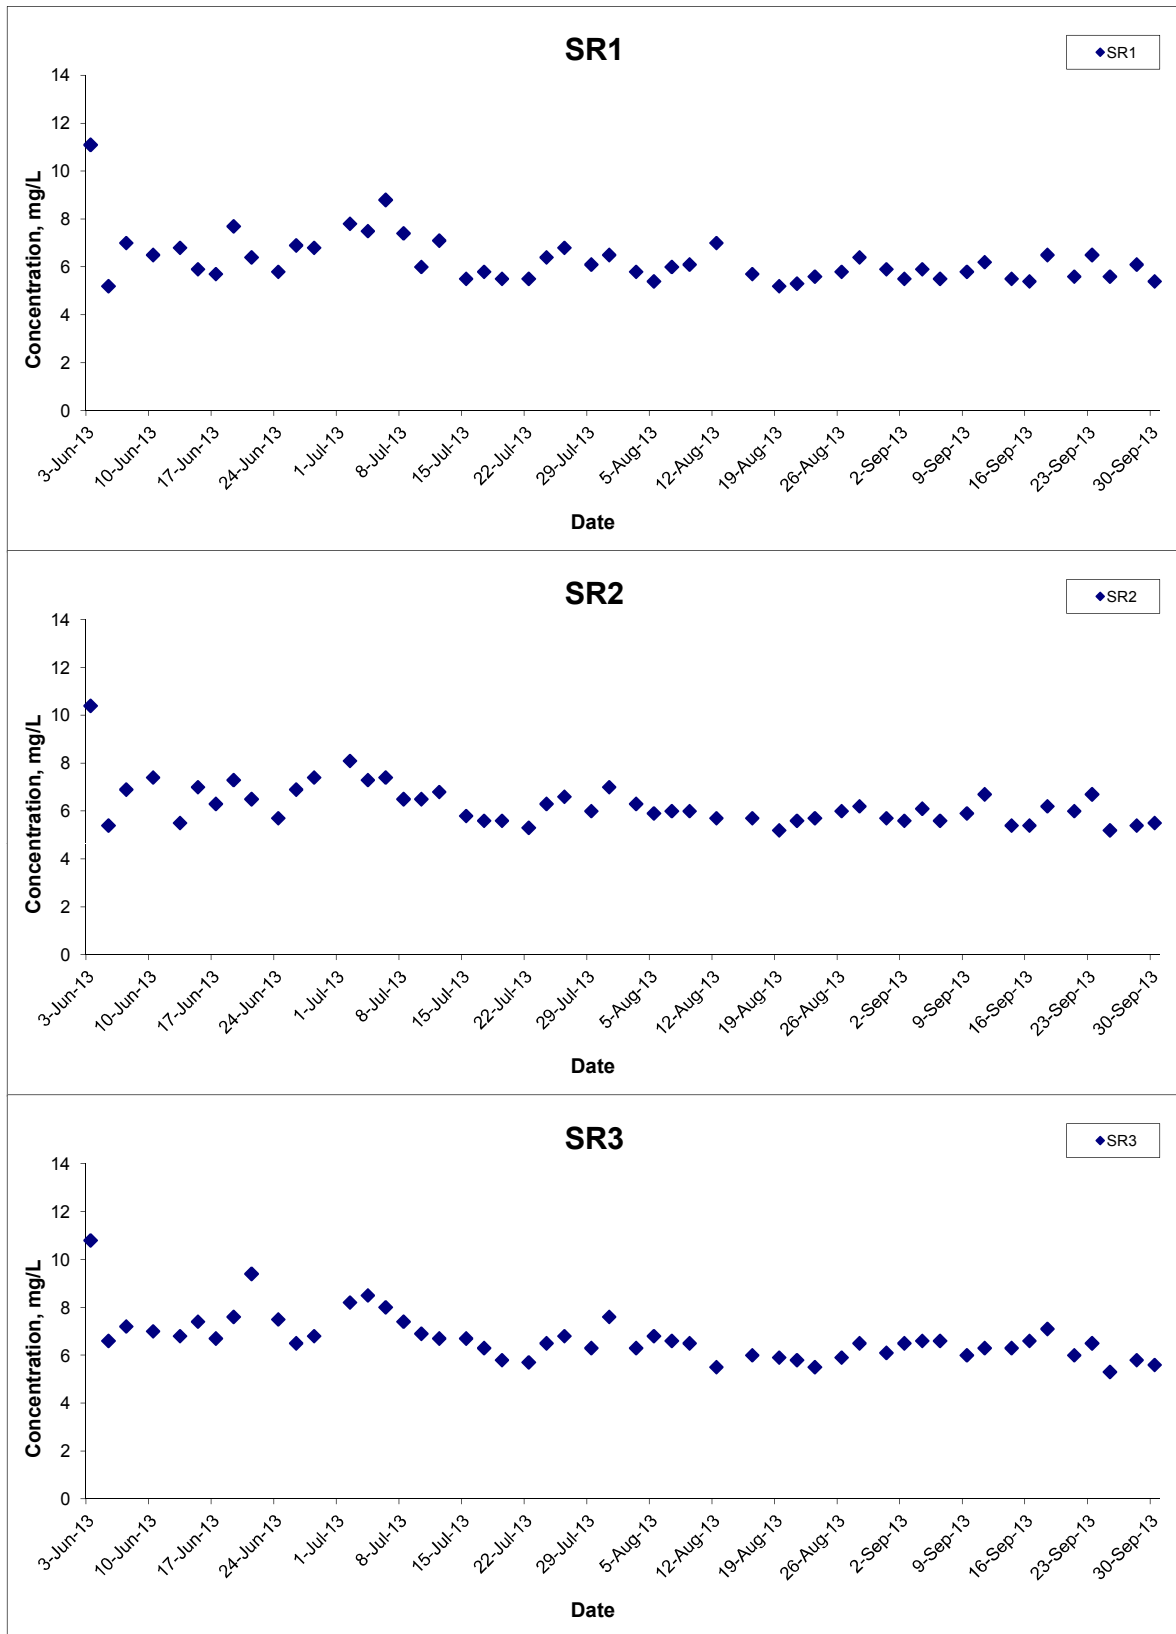 SR1
SR1
Concentration, mg/L
14
12
10
8
6
4
2
0
3-Jun-13
10-Jun-13
17-Jun-13
24-Jun-13
1-Jul-13
8-Jul-13
15-Jul-13
22-Jul-13
29-Jul-13
5-Aug-13
12-Aug-13
19-Aug-13
26-Aug-13
2-Sep-13
9-Sep-13
16-Sep-13
23-Sep-13
30-Sep-13
Date
SR2
SR2
Concentration, mg/L
14
12
10
8
6
4
2
0
3-Jun-13
10-Jun-13
17-Jun-13
24-Jun-13
1-Jul-13
8-Jul-13
15-Jul-13
22-Jul-13
29-Jul-13
5-Aug-13
12-Aug-13
19-Aug-13
26-Aug-13
2-Sep-13
9-Sep-13
16-Sep-13
23-Sep-13
30-Sep-13
Date
SR3
SR3
Concentration, mg/L
14
12
10
8
6
4
2
0
3-Jun-13
10-Jun-13
17-Jun-13
24-Jun-13
1-Jul-13
8-Jul-13
15-Jul-13
22-Jul-13
29-Jul-13
5-Aug-13
12-Aug-13
19-Aug-13
26-Aug-13
2-Sep-13
9-Sep-13
16-Sep-13
23-Sep-13
30-Sep-13
Date